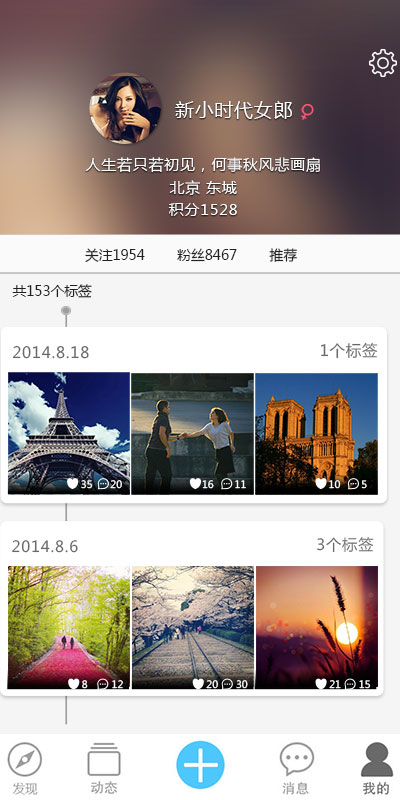 新小时代女郎
人生若只若初见，何事秋风悲画扇
北京 东城
积分1528
关注1954 粉丝8467 推荐
共153个标签
2014.8.18 1个标签
35 20 16 11 10 5
2014.8.6 3个标签
8 12 20 30 21 15
发现 动态 消息 我的